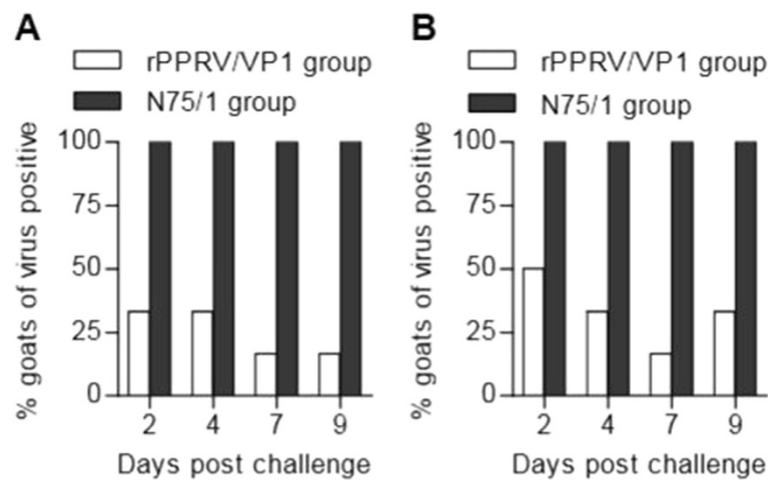 A
rPPRV/VP1 group
N75/1 group
% goats of virus positive
100
75
50
25
0
2 4 7 9
Days post challenge
B
rPPRV/VP1 group
N75/1 group
% goats of virus positive
100
75
50
25
0
2 4 7 9
Days post challenge